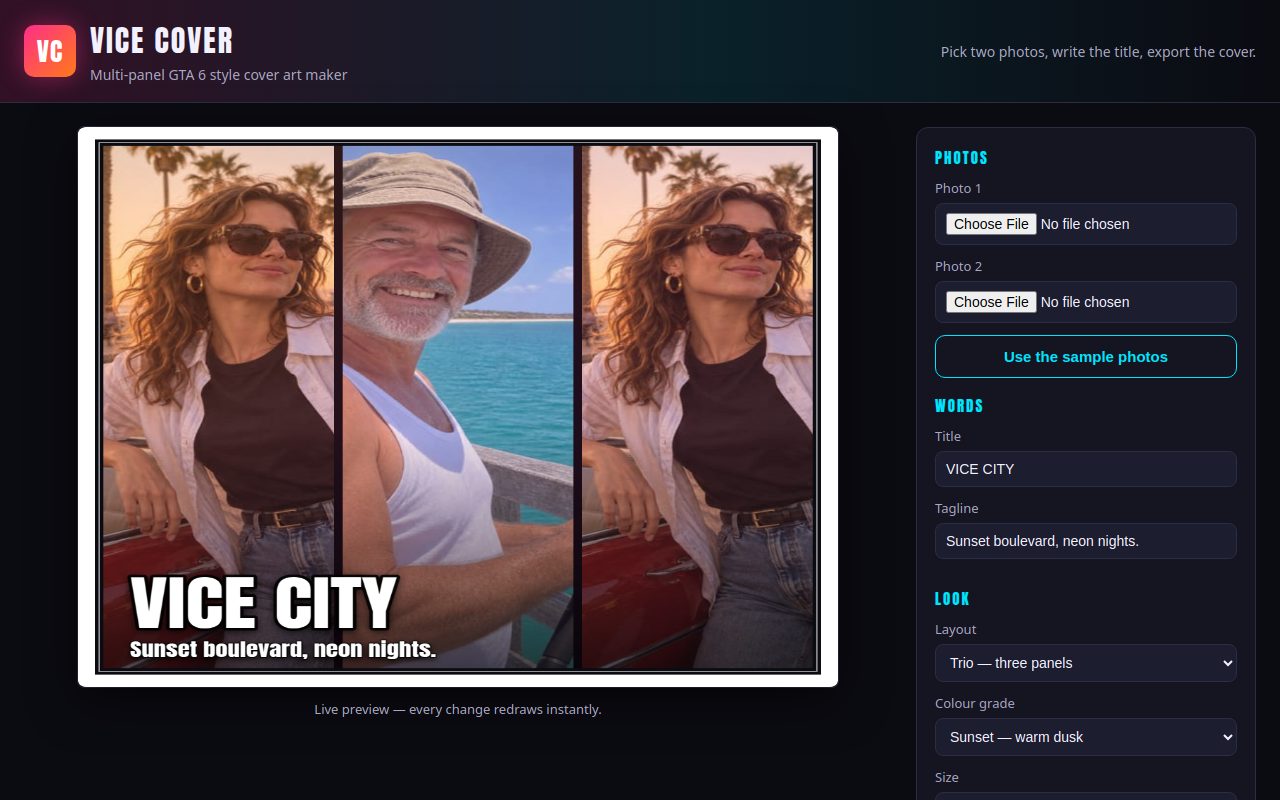 VC
VICE COVER
Multi-panel GTA 6 style cover art maker
Pick two photos, write the title, export the cover.
VICE CITY
Sunset boulevard, neon nights.
Live preview — every change redraws instantly.
PHOTOS
Photo 1
Choose File No file chosen
Photo 2
Choose File No file chosen
Use the sample photos
WORDS
Title
VICE CITY
Tagline
Sunset boulevard, neon nights.
LOOK
Layout
Trio — three panels
Colour grade
Sunset — warm dusk
Size